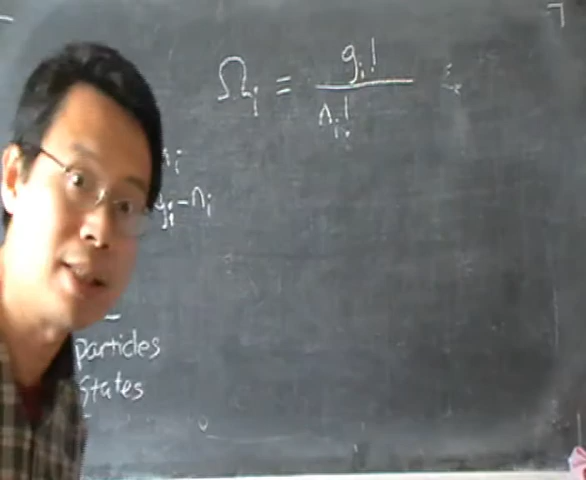 Ωᵢ = gᵢ! / nᵢ!
nᵢ
gᵢ-nᵢ
particles
states